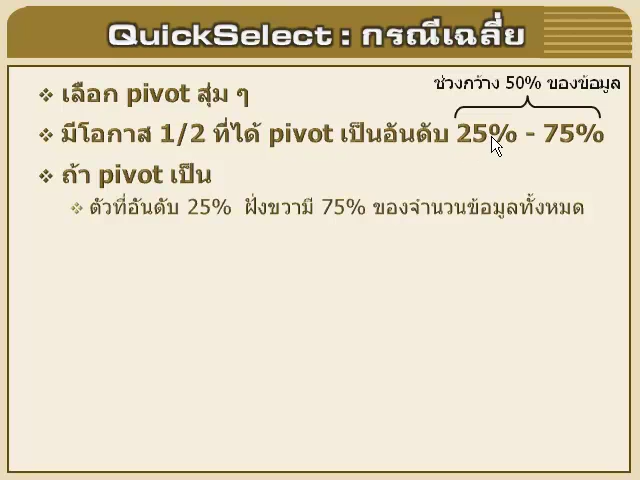 QuickSelect : กรณีเฉลี่ย
ช่วงกว้าง 50% ของข้อมูล
เลือก pivot สุ่ม ๆ
มีโอกาส 1/2 ที่ได้ pivot เป็นอันดับ 25% - 75%
ถ้า pivot เป็น
ตัวที่อันดับ 25% ฝั่งขวามี 75% ของจำนวนข้อมูลทั้งหมด